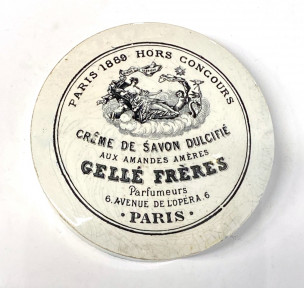 PARIS 1889 HORS CONCOURS
CRÊME DE SAVON DULCIFIÉ
AUX AMANDES AMÈRES
GELLÉ FRÈRES
Parfumeurs
6. AVENUE DE L'OPÉRA. 6
· PARIS ·